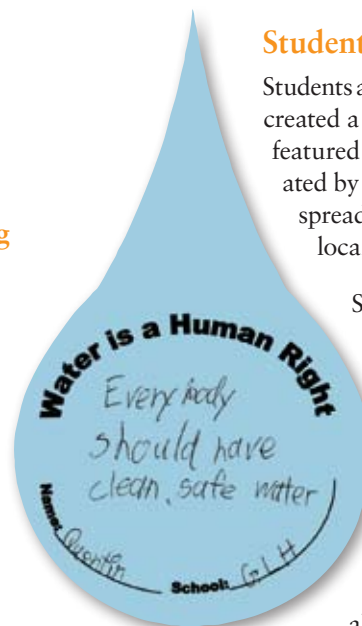 Student
Students a
created a
featured
ated by
spread
loca
g
S
Water is a Human Right
Everybody
should have
clean, safe water
Name: Quentin
School: G I H
a